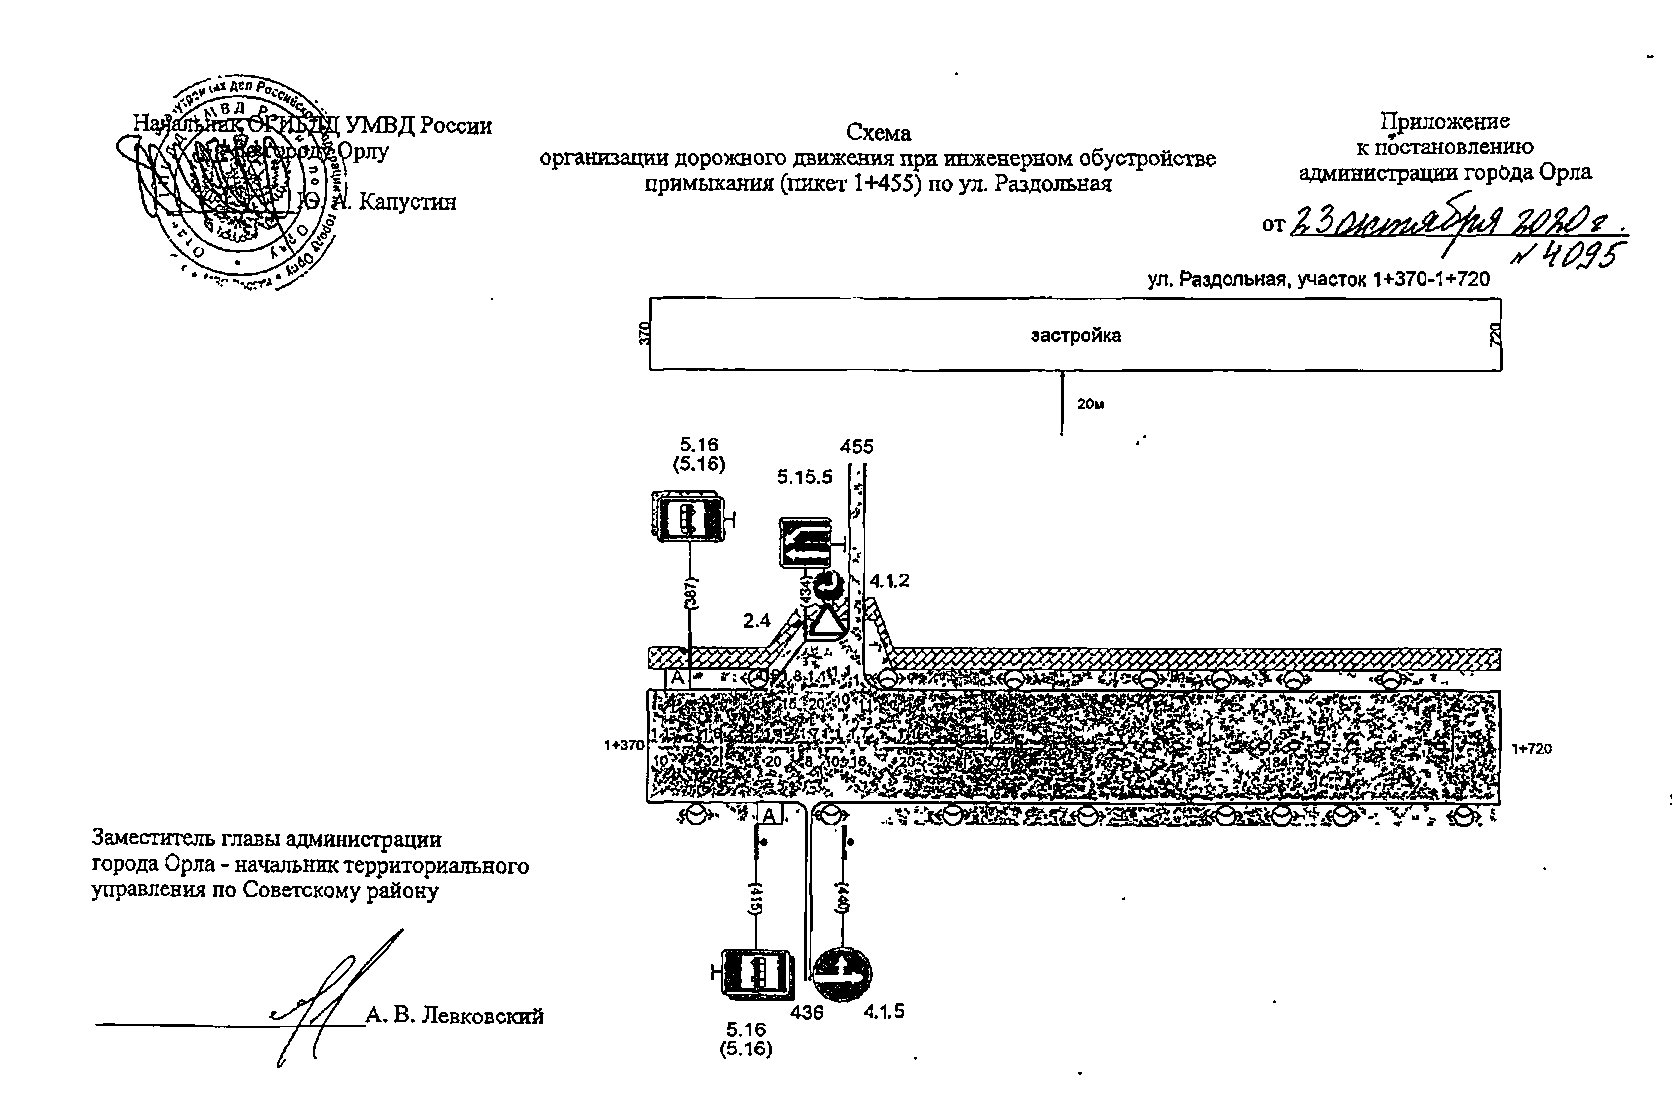 Начальник ОГИБДД УМВД России
по городу Орлу
Ю. А. Капустин
Схема
организации дорожного движения при инженерном обустройстве
примыкания (пикет 1+455) по ул. Раздольная
Приложение
к постановлению
администрации города Орла
от 23 октября 2020 г.
№ 4095
ул. Раздольная, участок 1+370-1+720
370
застройка
720
20м
5.16
(5.16)
455
5.15.5
(387)
(434)
4.1.2
2.4
А
1+370
1+720
А
(415)
(440)
436
4.1.5
5.16
(5.16)
Заместитель главы администрации
города Орла - начальник территориального
управления по Советскому району
А. В. Левковский